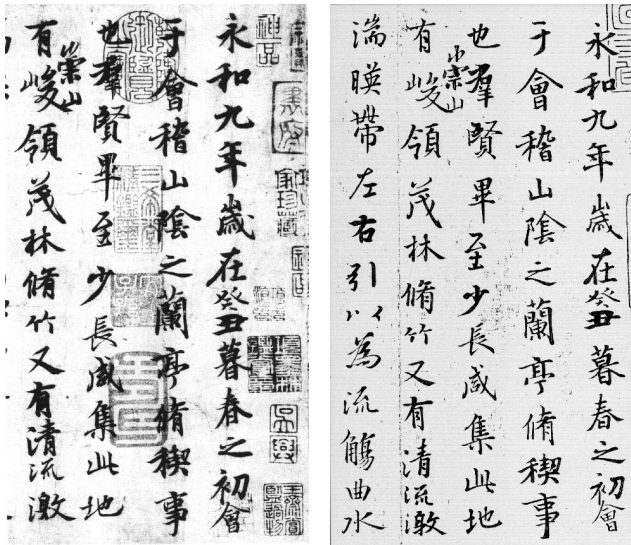 神品
永和九年歲在癸丑暮春之初會
于會稽山陰之蘭亭脩稧事
也羣賢畢至少長咸集此地
有崇山峻領茂林脩竹又有清流激
永和九年歲在癸丑暮春之初會
于會稽山陰之蘭亭脩稧事
也羣賢畢至少長咸集此地
有崇山峻領茂林脩竹又有清流激
湍暎帶左右引以為流觴曲水